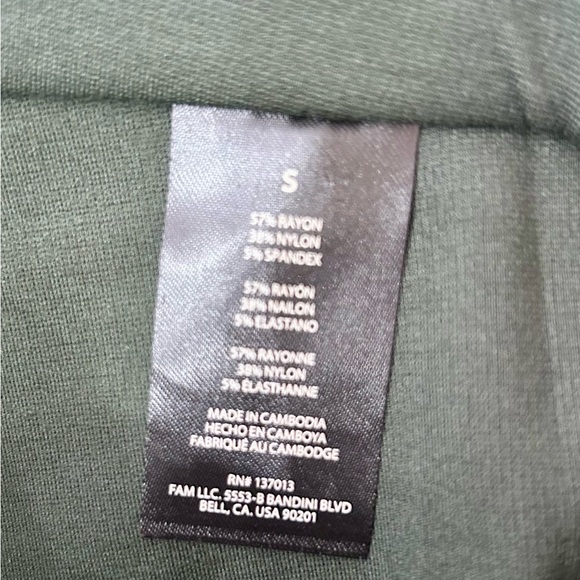 S
57% RAYON
38% NYLON
5% SPANDEX
57% RAYÓN
38% NAILON
5% ELASTANO
57% RAYONNE
38% NYLON
5% ÉLASTHANNE
MADE IN CAMBODIA
HECHO EN CAMBOYA
FABRIQUÉ AU CAMBODGE
RN# 137013
FAM LLC. 5553-B BANDINI BLVD
BELL, CA. USA 90201